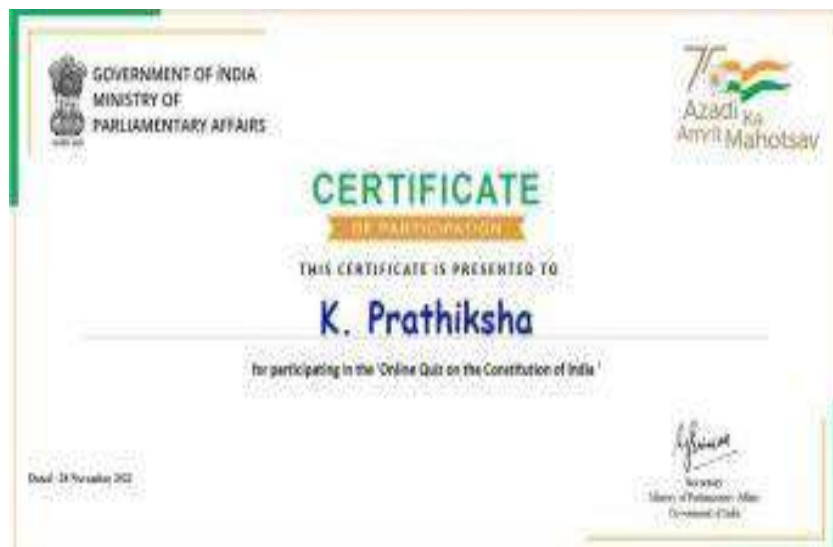 GOVERNMENT OF INDIA
MINISTRY OF
PARLIAMENTARY AFFAIRS
75
Azadi Ka
Amrit Mahotsav
CERTIFICATE
OF PARTICIPATION
THIS CERTIFICATE IS PRESENTED TO
K. Prathiksha
for participating in the 'Online Quiz on the Constitution of India '
November
Secretary
Ministry of Parliamentary Affairs
Government of India